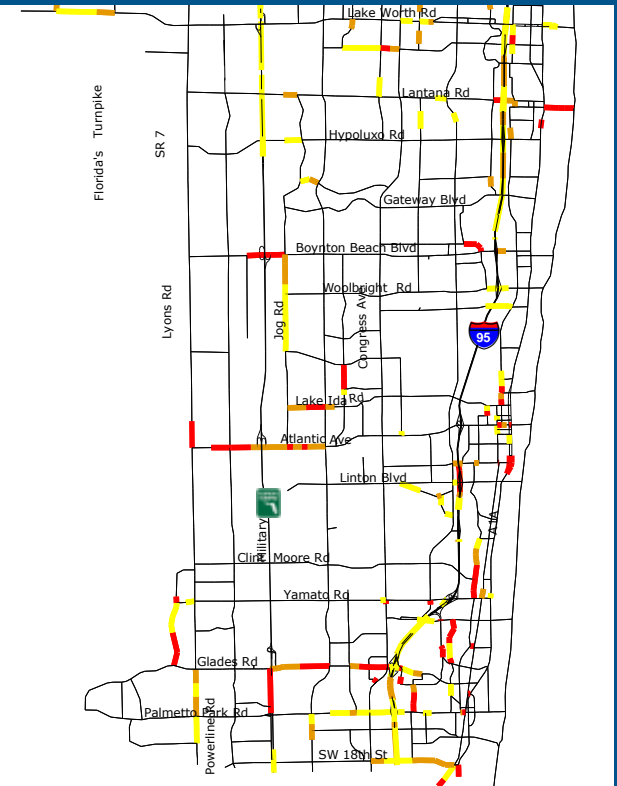 Lake Worth Rd
Lantana Rd
Florida's Turnpike
SR 7
Hypoluxo Rd
Gateway Blvd
Boynton Beach Blvd
Woolbright Rd
Lyons Rd
Jog Rd
Congress Ave
95
Lake Ida Rd
Atlantic Ave
Linton Blvd
Military
A1A
Clint Moore Rd
Yamato Rd
Glades Rd
Palmetto Park Rd
Powerline Rd
SW 18th St